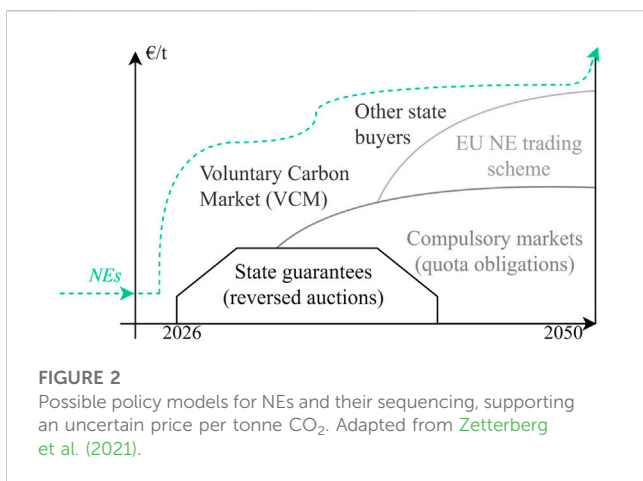 €/t
Other state
buyers
EU NE trading
scheme
Voluntary Carbon
Market (VCM)
Compulsory markets
(quota obligations)
State guarantees
(reversed auctions)
NEs
2026
2050
FIGURE 2
Possible policy models for NEs and their sequencing, supporting
an uncertain price per tonne CO₂. Adapted from Zetterberg
et al. (2021).